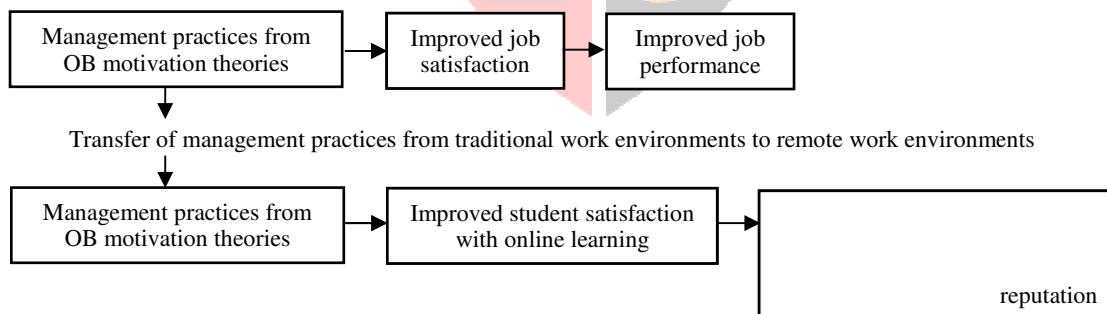 Management practices from
OB motivation theories
Improved job
satisfaction
Improved job
performance
Transfer of management practices from traditional work environments to remote work environments
Management practices from
OB motivation theories
Improved student satisfaction
with online learning
reputation